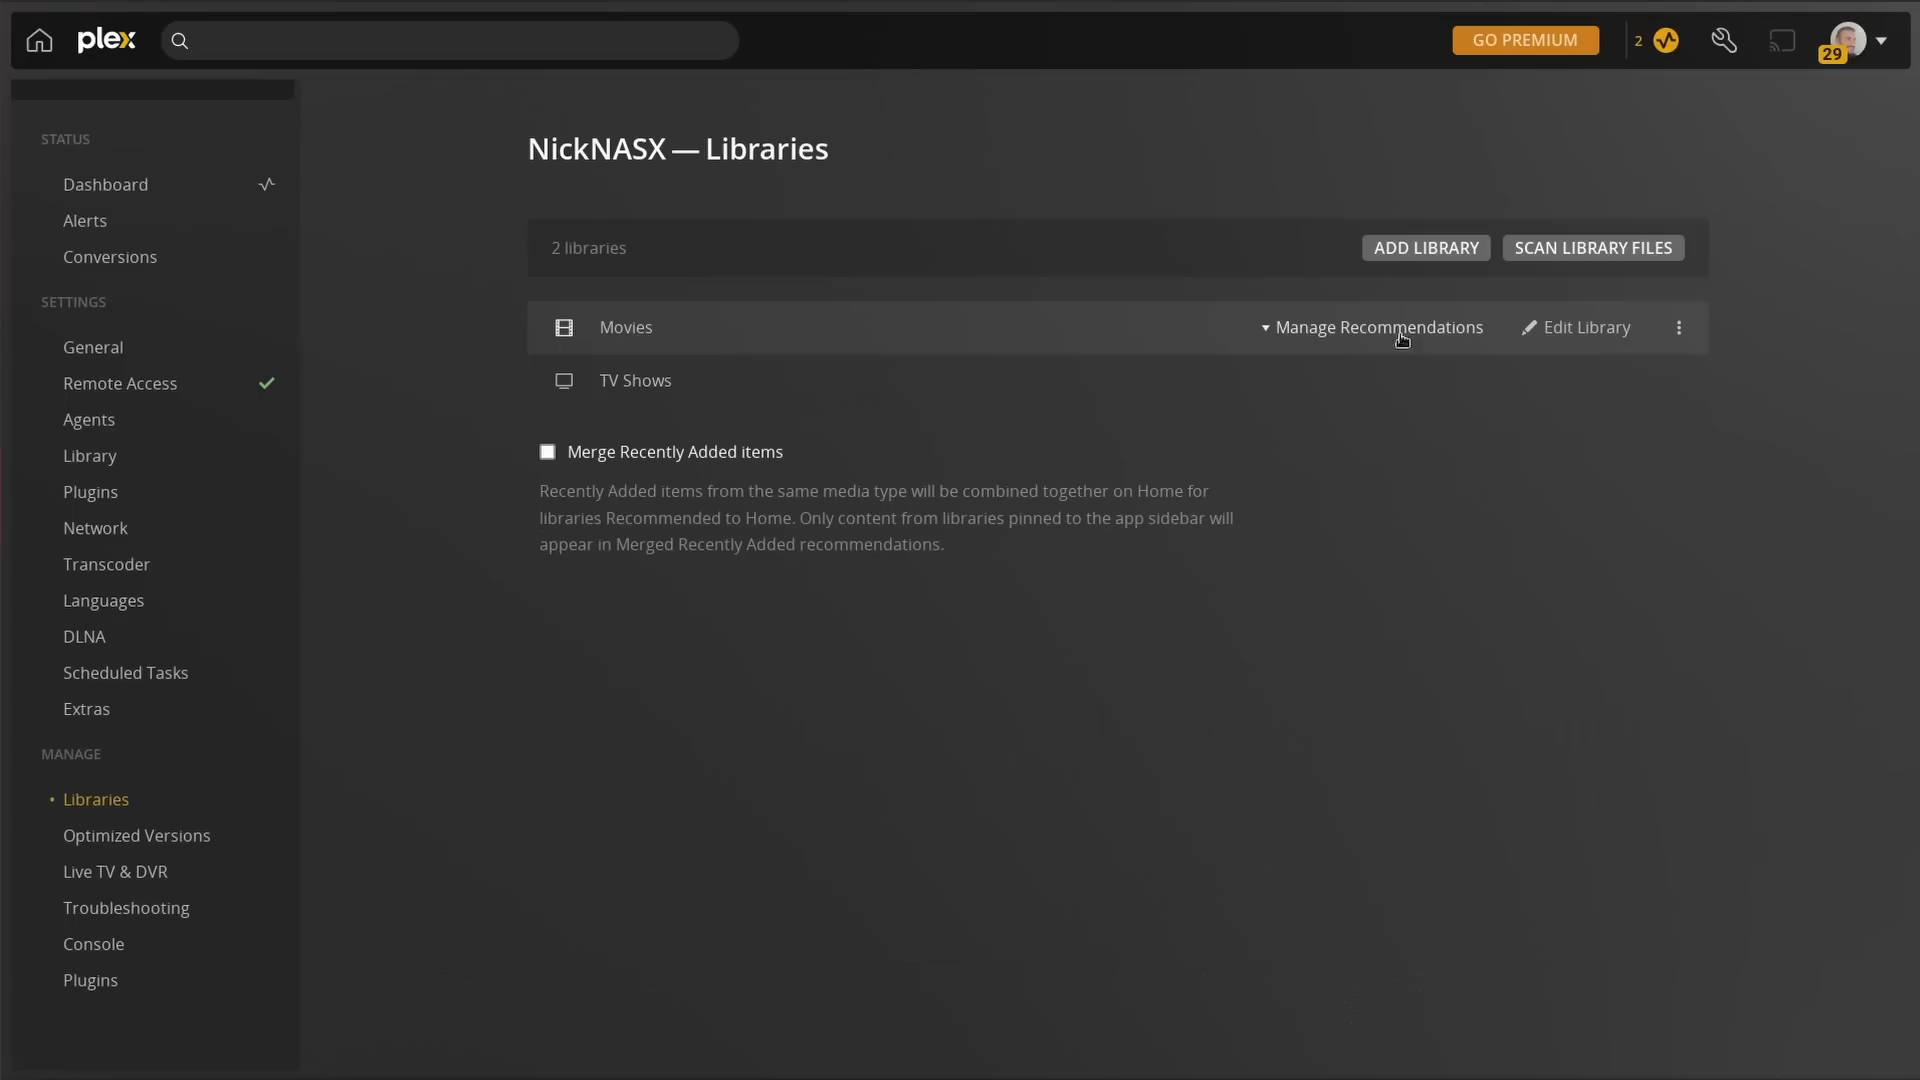 plex
GO PREMIUM
2
29
STATUS
Dashboard
Alerts
Conversions
SETTINGS
General
Remote Access
Agents
Library
Plugins
Network
Transcoder
Languages
DLNA
Scheduled Tasks
Extras
MANAGE
Libraries
Optimized Versions
Live TV & DVR
Troubleshooting
Console
Plugins
NickNASX — Libraries
2 libraries
ADD LIBRARY
SCAN LIBRARY FILES
Movies
Manage Recommendations
Edit Library
TV Shows
Merge Recently Added items
Recently Added items from the same media type will be combined together on Home for
libraries Recommended to Home. Only content from libraries pinned to the app sidebar will
appear in Merged Recently Added recommendations.